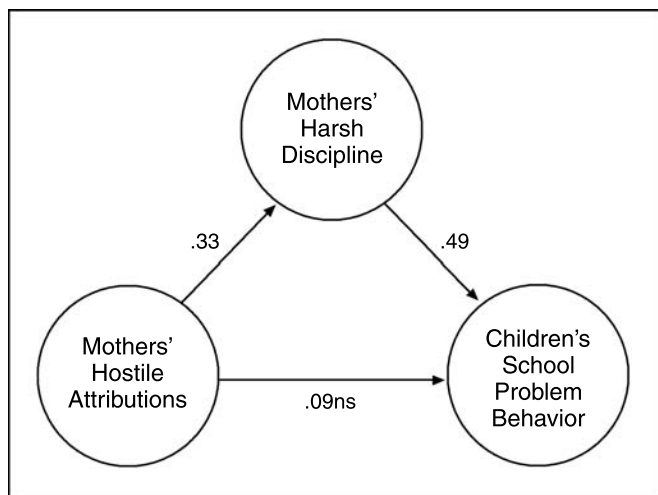 Mothers’
Harsh
Discipline
.33
.49
Mothers’
Hostile
Attributions
.09ns
Children’s
School
Problem
Behavior